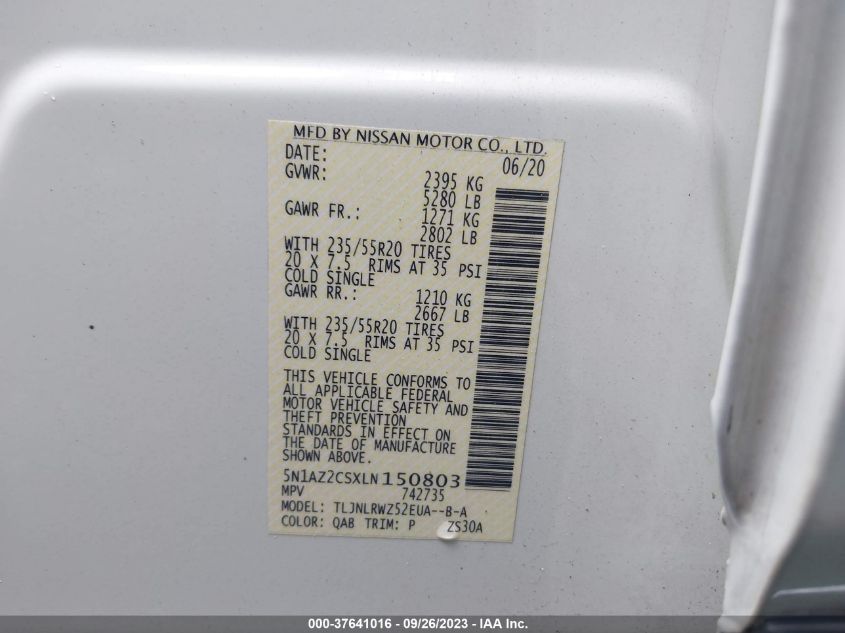 MFD BY NISSAN MOTOR CO., LTD.
DATE: 06/20
GVWR: 2395 KG
5280 LB
GAWR FR.: 1271 KG
2802 LB
WITH 235/55R20 TIRES
20 X 7.5 RIMS AT 35 PSI
COLD SINGLE
GAWR RR.: 1210 KG
2667 LB
WITH 235/55R20 TIRES
20 X 7.5 RIMS AT 35 PSI
COLD SINGLE
THIS VEHICLE CONFORMS TO
ALL APPLICABLE FEDERAL
MOTOR VEHICLE SAFETY AND
THEFT PREVENTION
STANDARDS IN EFFECT ON
THE DATE OF MANUFACTURE
SHOWN ABOVE.
5N1AZ2CSXLN150803
MPV 742735
MODEL: TLJNLRWZ52EUA--B-A
COLOR: QAB TRIM: P ZS30A
000-37641016 - 09/26/2023 - IAA Inc.